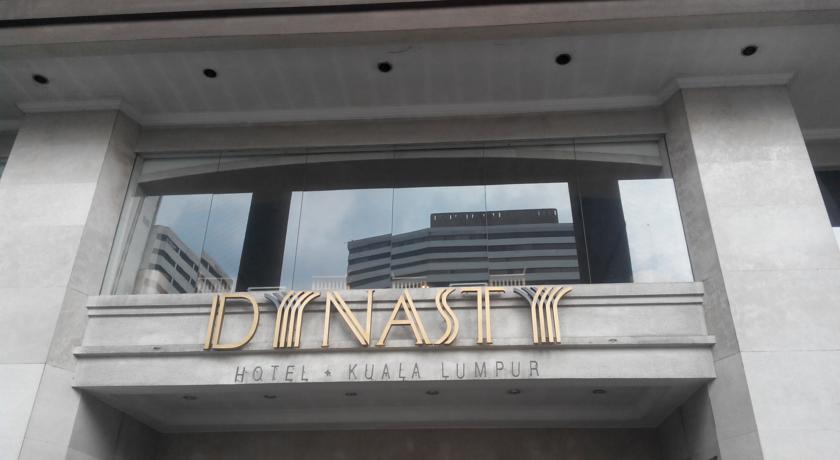 DYNASTY
HOTEL * KUALA LUMPUR